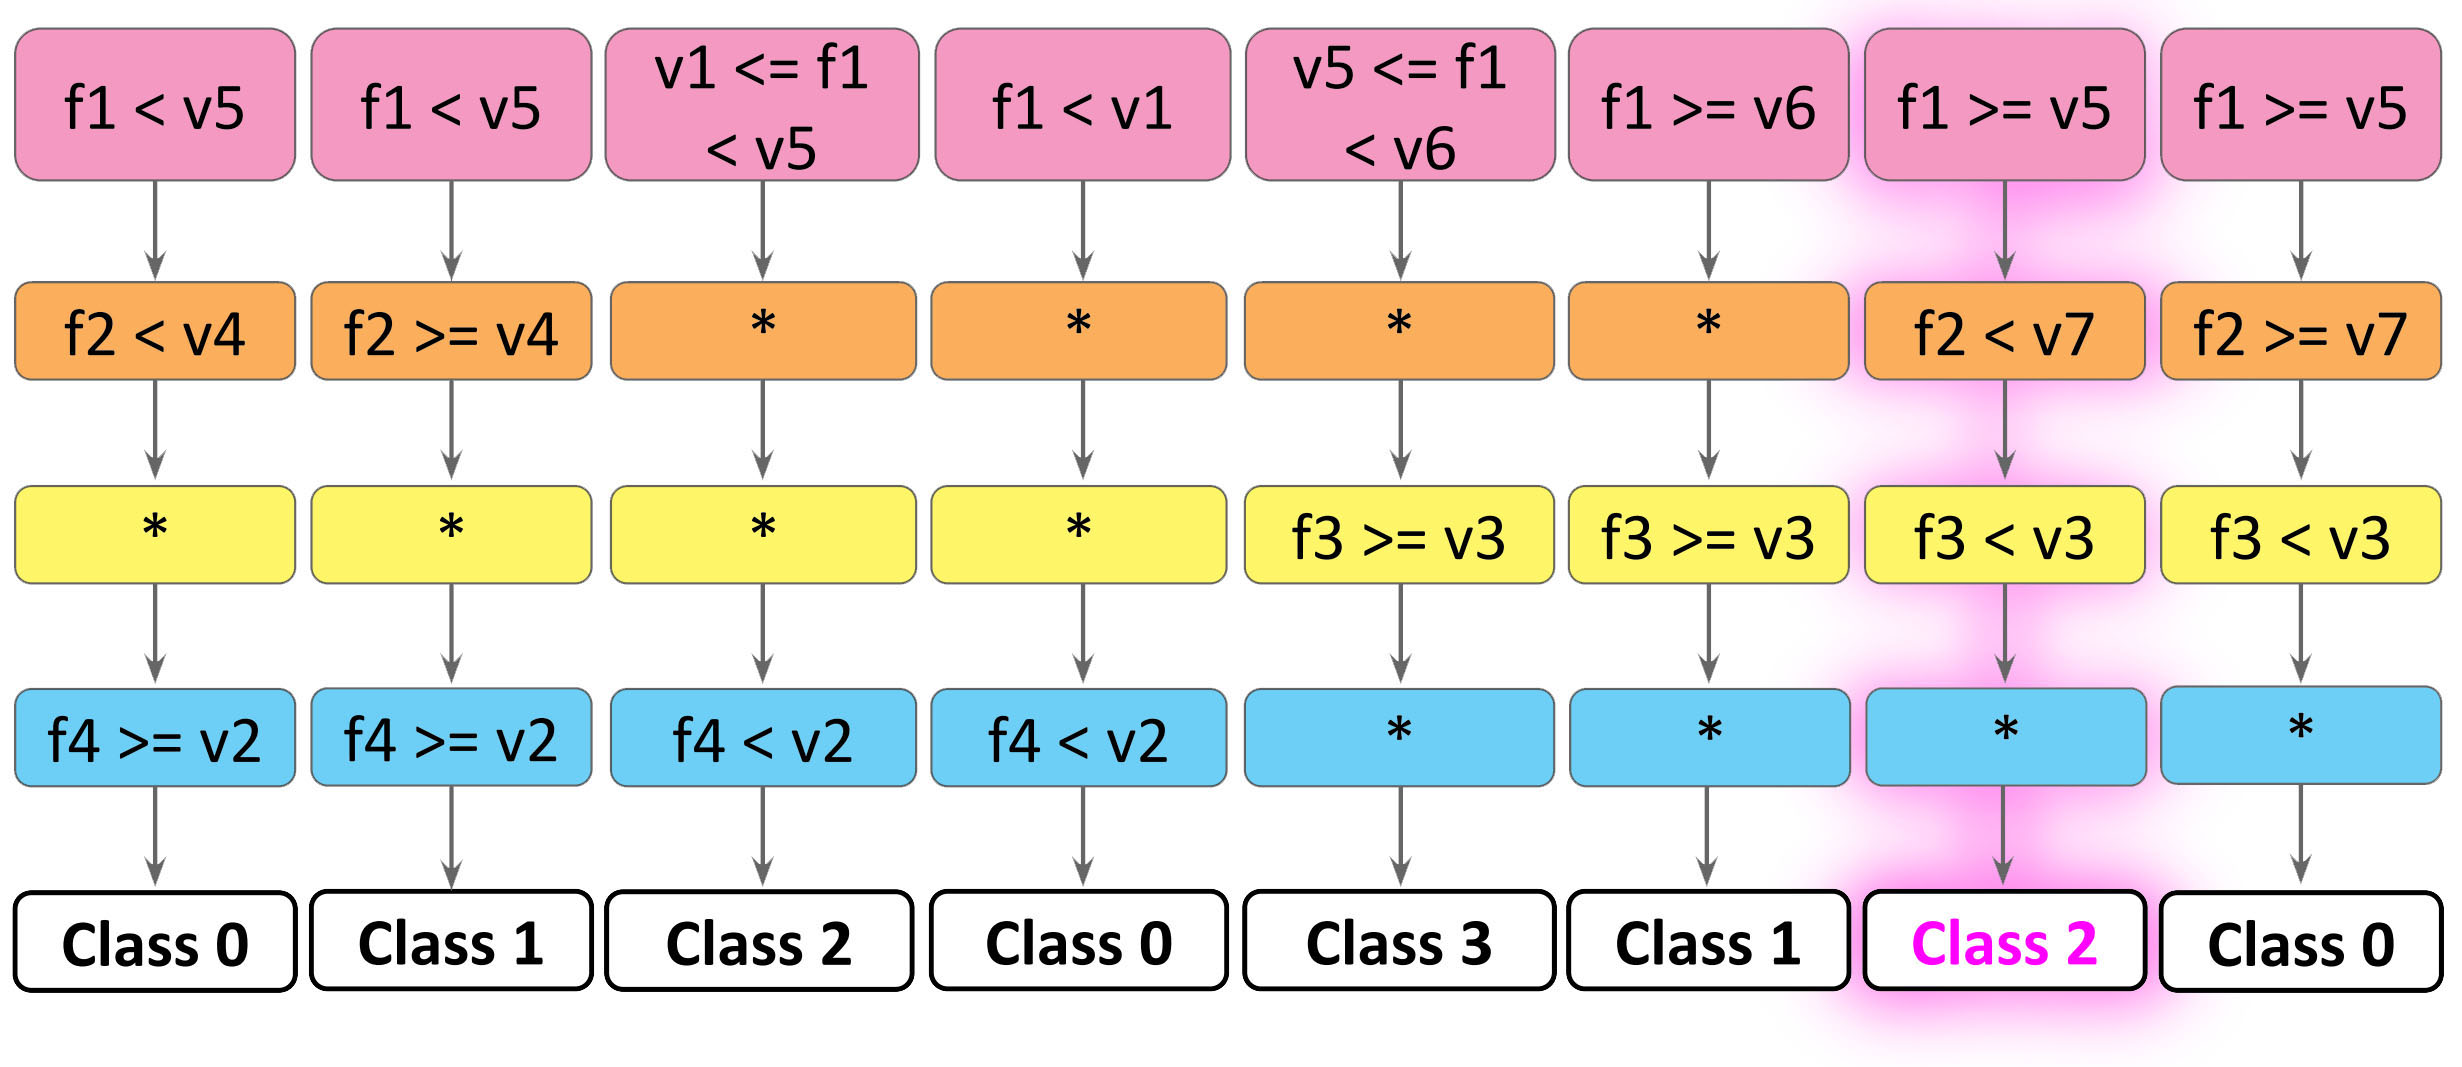 f1 < v5
f1 < v5
v1 <= f1
< v5
f1 < v1
v5 <= f1
< v6
f1 >= v6
f1 >= v5
f1 >= v5
f2 < v4
f2 >= v4
*
*
*
*
f2 < v7
f2 >= v7
*
*
*
*
f3 >= v3
f3 >= v3
f3 < v3
f3 < v3
f4 >= v2
f4 >= v2
f4 < v2
f4 < v2
*
*
*
*
Class 0
Class 1
Class 2
Class 0
Class 3
Class 1
Class 2
Class 0